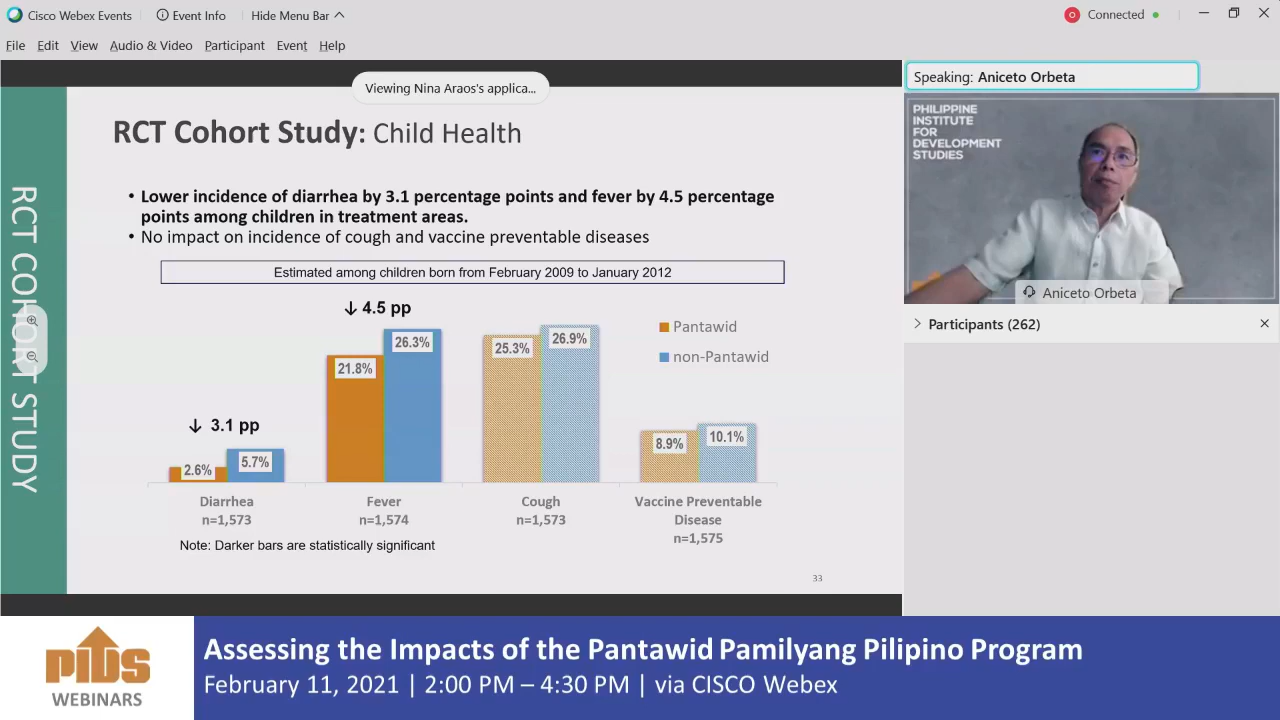 Cisco Webex Events
Event Info
Hide Menu Bar
Connected
File Edit View Audio & Video Participant Event Help
Viewing Nina Araos's applica...
RCT COHORT STUDY
RCT Cohort Study: Child Health
• Lower incidence of diarrhea by 3.1 percentage points and fever by 4.5 percentage
points among children in treatment areas.
• No impact on incidence of cough and vaccine preventable diseases
Estimated among children born from February 2009 to January 2012
↓ 4.5 pp
↓ 3.1 pp
Pantawid
non-Pantawid
2.6%
5.7%
21.8%
26.3%
25.3%
26.9%
8.9%
10.1%
Diarrhea
n=1,573
Fever
n=1,574
Cough
n=1,573
Vaccine Preventable
Disease
n=1,575
Note: Darker bars are statistically significant
33
Speaking: Aniceto Orbeta
PHILIPPINE
INSTITUTE
FOR
DEVELOPMENT
STUDIES
Aniceto Orbeta
Participants (262)
PIDS
WEBINARS
Assessing the Impacts of the Pantawid Pamilyang Pilipino Program
February 11, 2021 | 2:00 PM – 4:30 PM | via CISCO Webex